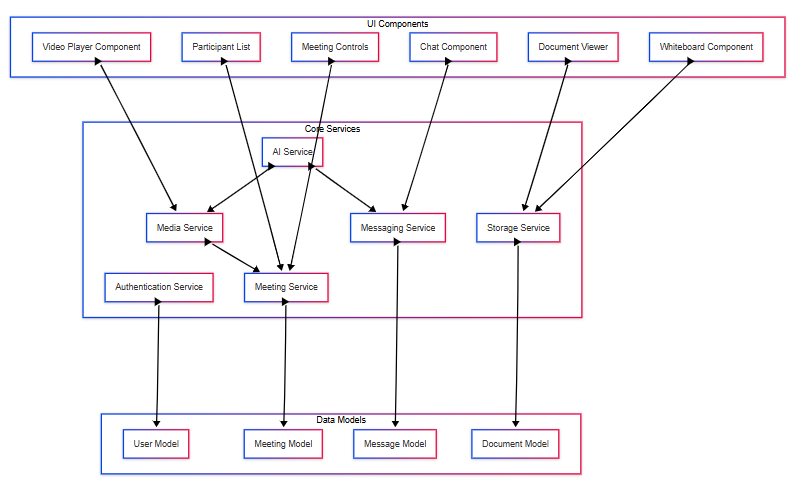 UI Components
Video Player Component
Participant List
Meeting Controls
Chat Component
Document Viewer
Whiteboard Component
Core Services
AI Service
Media Service
Messaging Service
Storage Service
Authentication Service
Meeting Service
Data Models
User Model
Meeting Model
Message Model
Document Model